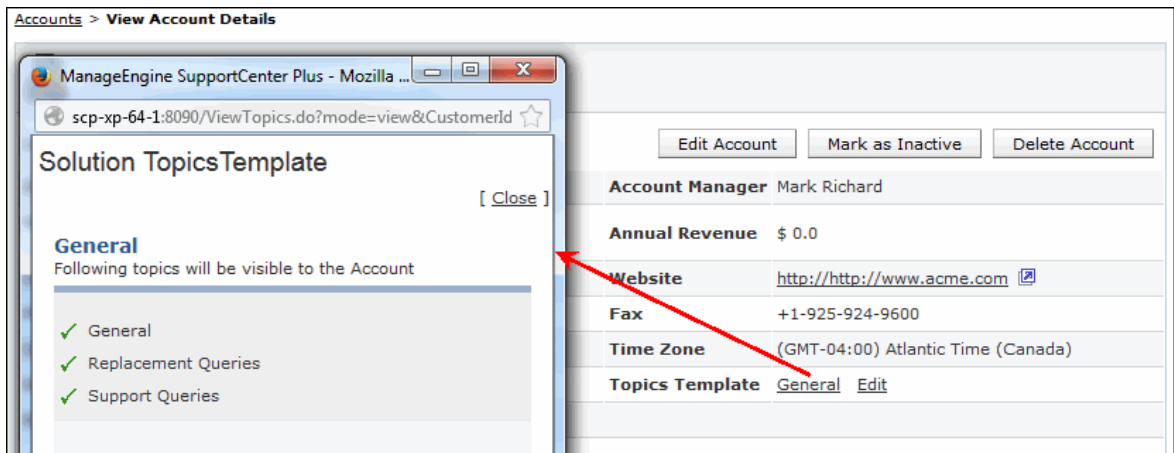 Accounts > View Account Details
ManageEngine SupportCenter Plus - Mozilla ...
scp-xp-64-1:8090/ViewTopics.do?mode=view&CustomerId
Solution TopicsTemplate
[ Close ]
General
Following topics will be visible to the Account
General
Replacement Queries
Support Queries
Edit Account Mark as Inactive Delete Account
Account Manager Mark Richard
Annual Revenue $ 0.0
Website http://http://www.acme.com
Fax +1-925-924-9600
Time Zone (GMT-04:00) Atlantic Time (Canada)
Topics Template General Edit